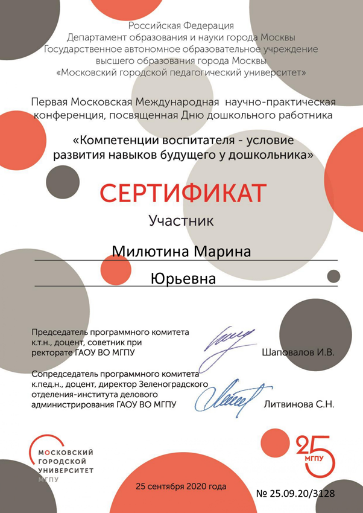 Российская Федерация
Департамент образования и науки города Москвы
Государственное автономное образовательное учреждение
высшего образования города Москвы
«Московский городской педагогический университет»
Первая Московская Международная научно-практическая
конференция, посвященная Дню дошкольного работника
«Компетенции воспитателя - условие
развития навыков будущего у дошкольника»
СЕРТИФИКАТ
Участник
Милютина Марина
Юрьевна
Председатель программного комитета
к.т.н., доцент, советник при
ректорате ГАОУ ВО МГПУ
Шаповалов И.В.
Сопредседатель программного комитета
к.пед.н., доцент, директор Зеленоградского
отделения-института делового
администрирования ГАОУ ВО МГПУ
Литвинова С.Н.
МОСКОВСКИЙ
ГОРОДСКОЙ
УНИВЕРСИТЕТ
МГПУ
25
МГПУ
25 сентября 2020 года
№ 25.09.20/3128